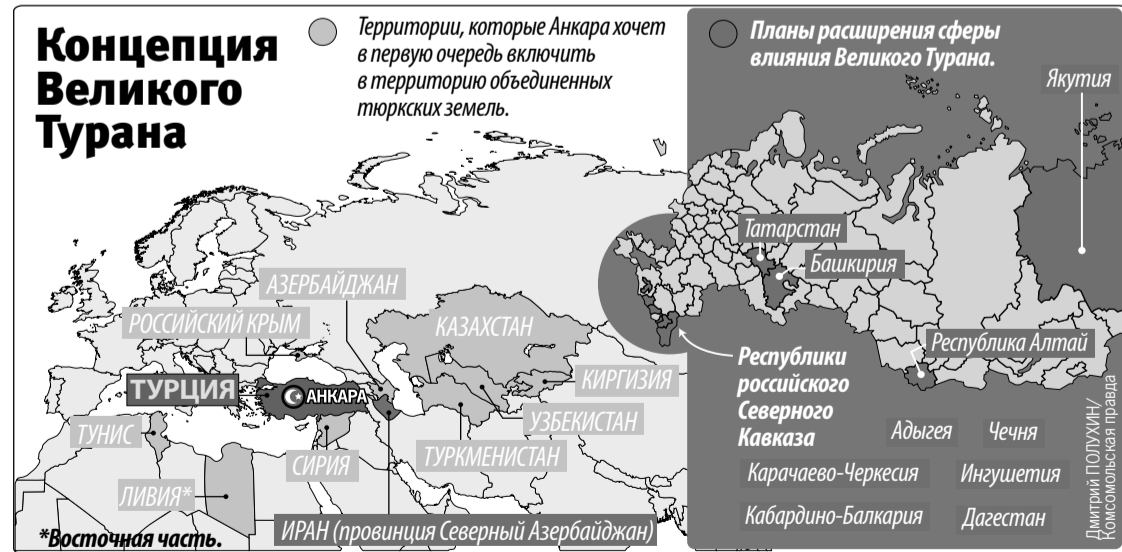 Концепция
Великого
Турана
Территории, которые Анкара хочет
в первую очередь включить
в территорию объединенных
тюркских земель.
Планы расширения сферы
влияния Великого Турана.
Якутия
Татарстан
Башкирия
АЗЕРБАЙДЖАН
РОССИЙСКИЙ КРЫМ
КАЗАХСТАН
Республика Алтай
Республики
российского
Северного
Кавказа
КИРГИЗИЯ
ТУРЦИЯ
АНКАРА
УЗБЕКИСТАН
ТУНИС
СИРИЯ
ТУРКМЕНИСТАН
Адыгея
Чечня
Карачаево-Черкесия
Ингушетия
ЛИВИЯ*
Кабардино-Балкария
Дагестан
*Восточная часть.
ИРАН (провинция Северный Азербайджан)
Дмитрий ПОЛУХИН/
Комсомольская правда